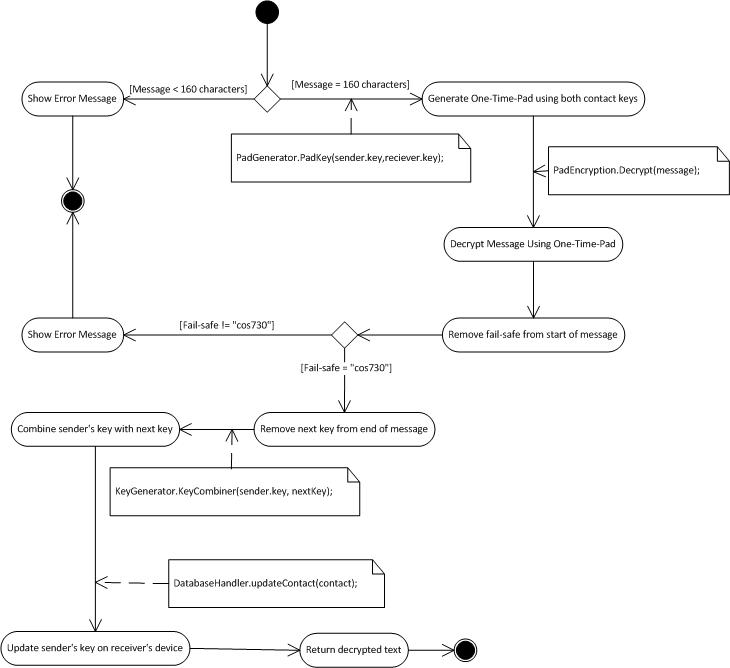 [Message < 160 characters]
[Message = 160 characters]
Show Error Message
Generate One-Time-Pad using both contact keys
PadGenerator.PadKey(sender.key,reciever.key);
PadEncryption.Decrypt(message);
Decrypt Message Using One-Time-Pad
[Fail-safe != "cos730"]
Show Error Message
Remove fail-safe from start of message
[Fail-safe = "cos730"]
Combine sender's key with next key
Remove next key from end of message
KeyGenerator.KeyCombiner(sender.key, nextKey);
DatabaseHandler.updateContact(contact);
Update sender's key on receiver's device
Return decrypted text